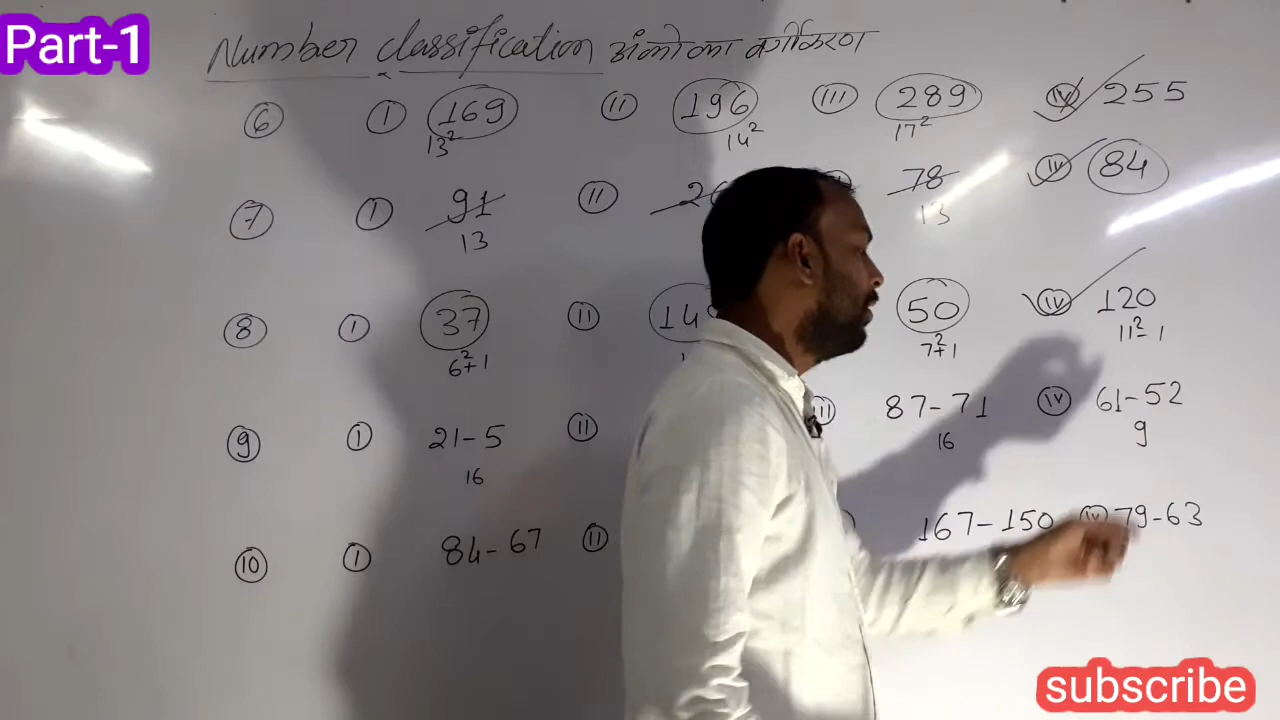 Part-1
Number classification अंको का वर्गीकरण
6 I 169 II 196 III 289 IV 255
13² 14² 17²
7 I 91 II 78 IV 84
13 13
8 I 37 II 50 IV 120
6²+1 7²+1 11²-1
9 I 21-5 II III 87-71 IV 61-52
16 16 9
10 I 84-67 II 167-150 IV 79-63
subscribe